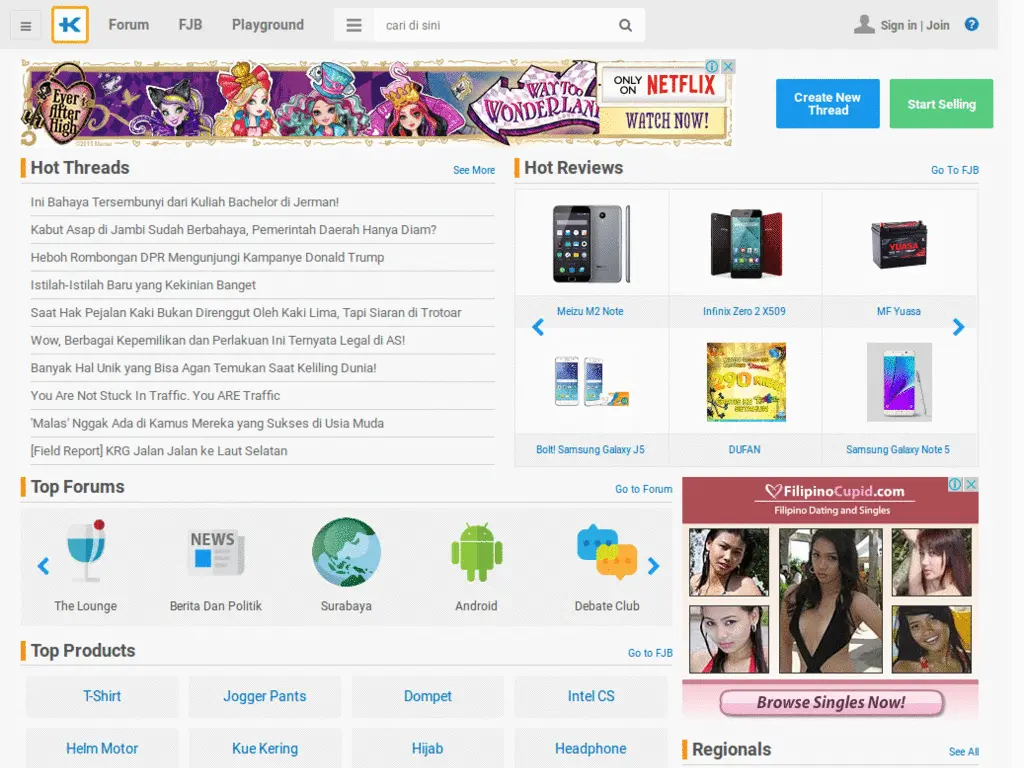 Forum
FJB
Playground
cari di sini
Sign in | Join
?
Ever After High
©2015 Mattel
WAY TOO WONDERLAND
ONLY ON NETFLIX
WATCH NOW!
Create New Thread
Start Selling
Hot Threads
See More
Ini Bahaya Tersembunyi dari Kuliah Bachelor di Jerman!
Kabut Asap di Jambi Sudah Berbahaya, Pemerintah Daerah Hanya Diam?
Heboh Rombongan DPR Mengunjungi Kampanye Donald Trump
Istilah-Istilah Baru yang Kekinian Banget
Saat Hak Pejalan Kaki Bukan Direnggut Oleh Kaki Lima, Tapi Siaran di Trotoar
Wow, Berbagai Kepemilikan dan Perlakuan Ini Ternyata Legal di AS!
Banyak Hal Unik yang Bisa Agan Temukan Saat Keliling Dunia!
You Are Not Stuck In Traffic. You ARE Traffic
'Malas' Nggak Ada di Kamus Mereka yang Sukses di Usia Muda
[Field Report] KRG Jalan Jalan ke Laut Selatan
Hot Reviews
Go To FJB
Meizu M2 Note
Infinix Zero 2 X509
YUASA
MF Yuasa
Bolt! Samsung Galaxy J5
290
DUFAN
Samsung Galaxy Note 5
Top Forums
Go to Forum
The Lounge
NEWS
Berita Dan Politik
Surabaya
Android
Debate Club
FilipinoCupid.com
Filipino Dating and Singles
Browse Singles Now!
Top Products
Go to FJB
T-Shirt
Jogger Pants
Dompet
Intel CS
Helm Motor
Kue Kering
Hijab
Headphone
Regionals
See All